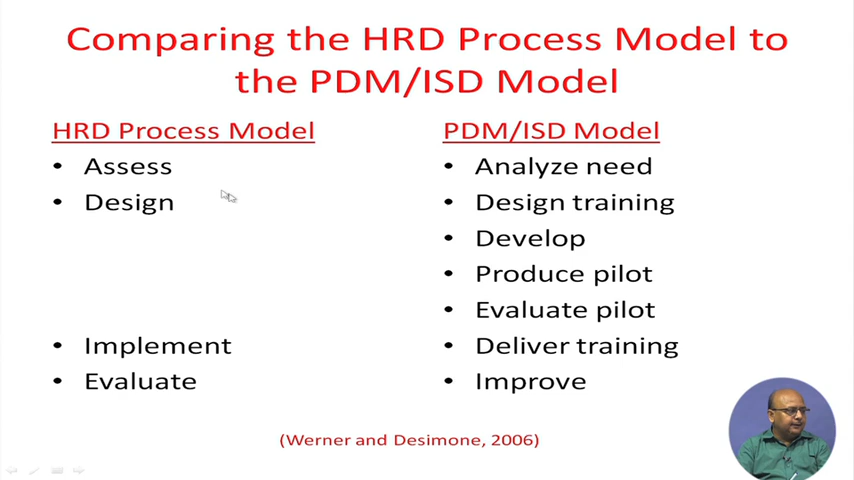 Comparing the HRD Process Model to
the PDM/ISD Model
HRD Process Model
• Assess
• Design
• Implement
• Evaluate
PDM/ISD Model
• Analyze need
• Design training
• Develop
• Produce pilot
• Evaluate pilot
• Deliver training
• Improve
(Werner and Desimone, 2006)